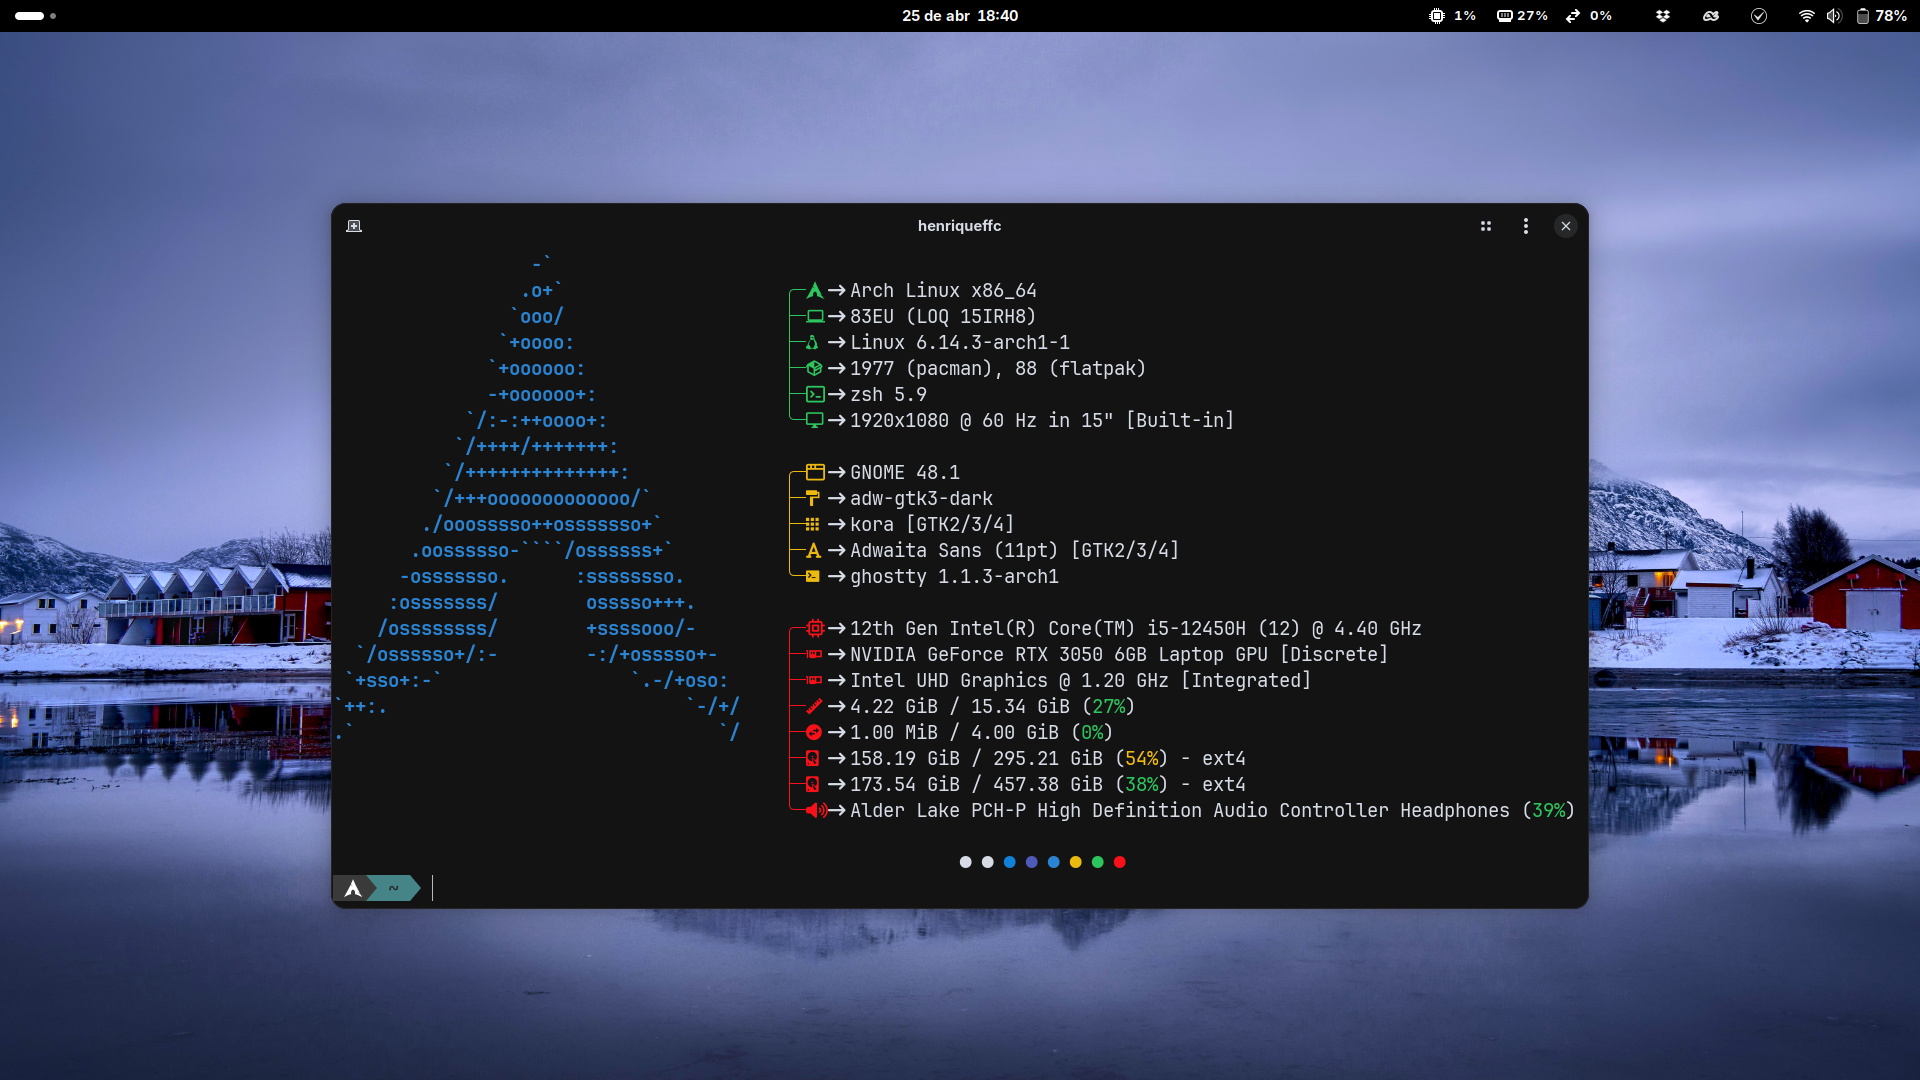 25 de abr 18:40
1%
27%
0%
78%
henriqueffc
-`
.o+`
`ooo/
`+oooo:
`+oooooo:
-+oooooo+:
`/:-:++oooo+:
`/++++/+++++++:
`/++++++++++++++:
`/+++ooooooooooooo/`
./ooosssso++osssssso+`
.oossssso-````/ossssss+`
-osssssso.      :ssssssso.
:osssssss/        osssso+++.
/ossssssss/        +ssssooo/-
`/ossssso+/:-        -:/+osssso+-
`+sso+:-`                 `.-/+oso:
`++:.                           `-/+/
.`                                 `/
Arch Linux x86_64
83EU (LOQ 15IRH8)
Linux 6.14.3-arch1-1
1977 (pacman), 88 (flatpak)
zsh 5.9
1920x1080 @ 60 Hz in 15" [Built-in]
GNOME 48.1
adw-gtk3-dark
kora [GTK2/3/4]
Adwaita Sans (11pt) [GTK2/3/4]
ghostty 1.1.3-arch1
12th Gen Intel(R) Core(TM) i5-12450H (12) @ 4.40 GHz
NVIDIA GeForce RTX 3050 6GB Laptop GPU [Discrete]
Intel UHD Graphics @ 1.20 GHz [Integrated]
4.22 GiB / 15.34 GiB (27%)
1.00 MiB / 4.00 GiB (0%)
158.19 GiB / 295.21 GiB (54%) - ext4
173.54 GiB / 457.38 GiB (38%) - ext4
Alder Lake PCH-P High Definition Audio Controller Headphones (39%)
~